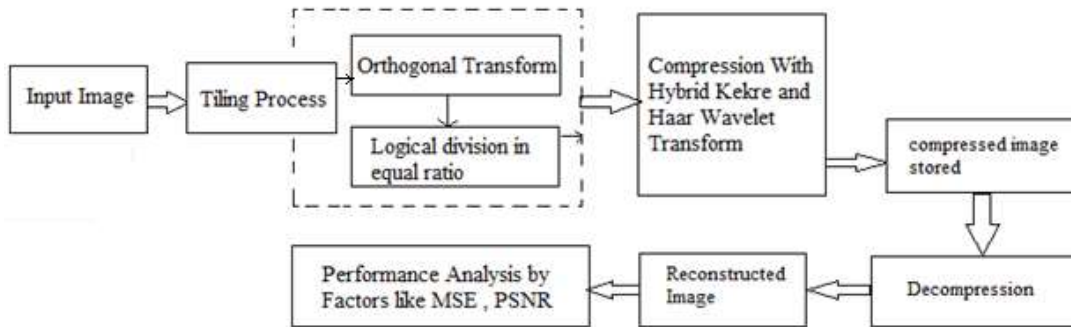 Input Image
Tiling Process
Orthogonal Transform
Logical division in
equal ratio
Compression With
Hybrid Kekre and
Haar Wavelet
Transform
compressed image
stored
Decompression
Reconstructed
Image
Performance Analysis by
Factors like MSE , PSNR